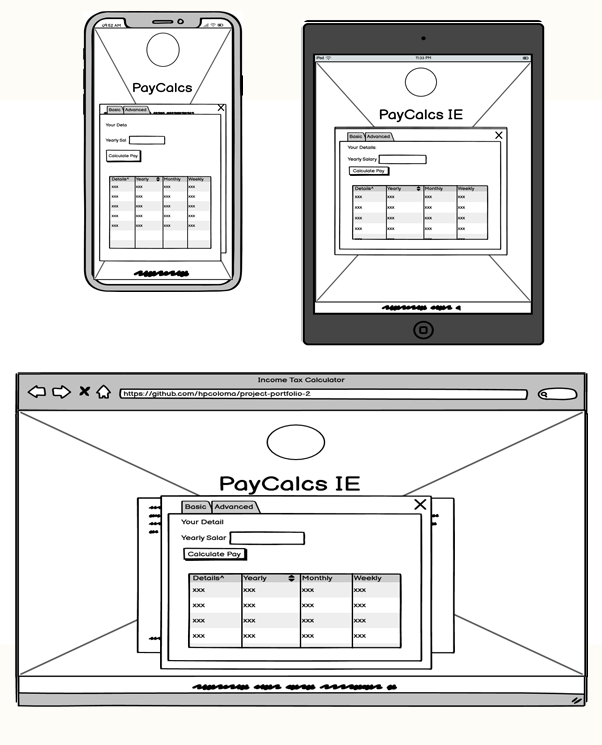 09:52 AM
PayCalcs
Basic Advanced X
Your Deta
Yearly Sal
Calculate Pay
Details^ Yearly Monthly Weekly
xxx xxx xxx xxx
xxx xxx xxx xxx
xxx xxx xxx xxx
xxx xxx xxx xxx
iPad 11:53 PM
PayCalcs IE
Basic Advanced X
Your Details
Yearly Salary
Calculate Pay
Details^ Yearly Monthly Weekly
xxx xxx xxx xxx
xxx xxx xxx xxx
xxx xxx xxx xxx
xxx xxx xxx xxx
Income Tax Calculator
https://github.com/hpcoloma/project-portfolio-2
PayCalcs IE
Basic Advanced X
Your Detail
Yearly Salar
Calculate Pay
Details^ Yearly Monthly Weekly
xxx xxx xxx xxx
xxx xxx xxx xxx
xxx xxx xxx xxx
xxx xxx xxx xxx